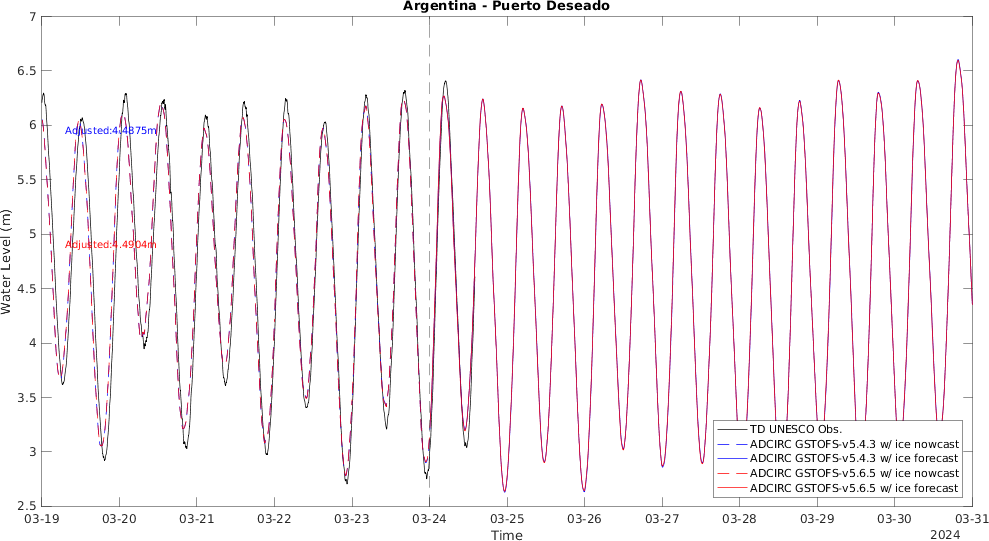 Argentina - Puerto Deseado
7
6.5
6
5.5
5
4.5
4
3.5
3
2.5
Water Level (m)
Adjusted:4.4875m
Adjusted:4.4904m
TD UNESCO Obs.
ADCIRC GSTOFS-v5.4.3 w/ ice nowcast
ADCIRC GSTOFS-v5.4.3 w/ ice forecast
ADCIRC GSTOFS-v5.6.5 w/ ice nowcast
ADCIRC GSTOFS-v5.6.5 w/ ice forecast
03-19 03-20 03-21 03-22 03-23 03-24 03-25 03-26 03-27 03-28 03-29 03-30 03-31
Time
2024